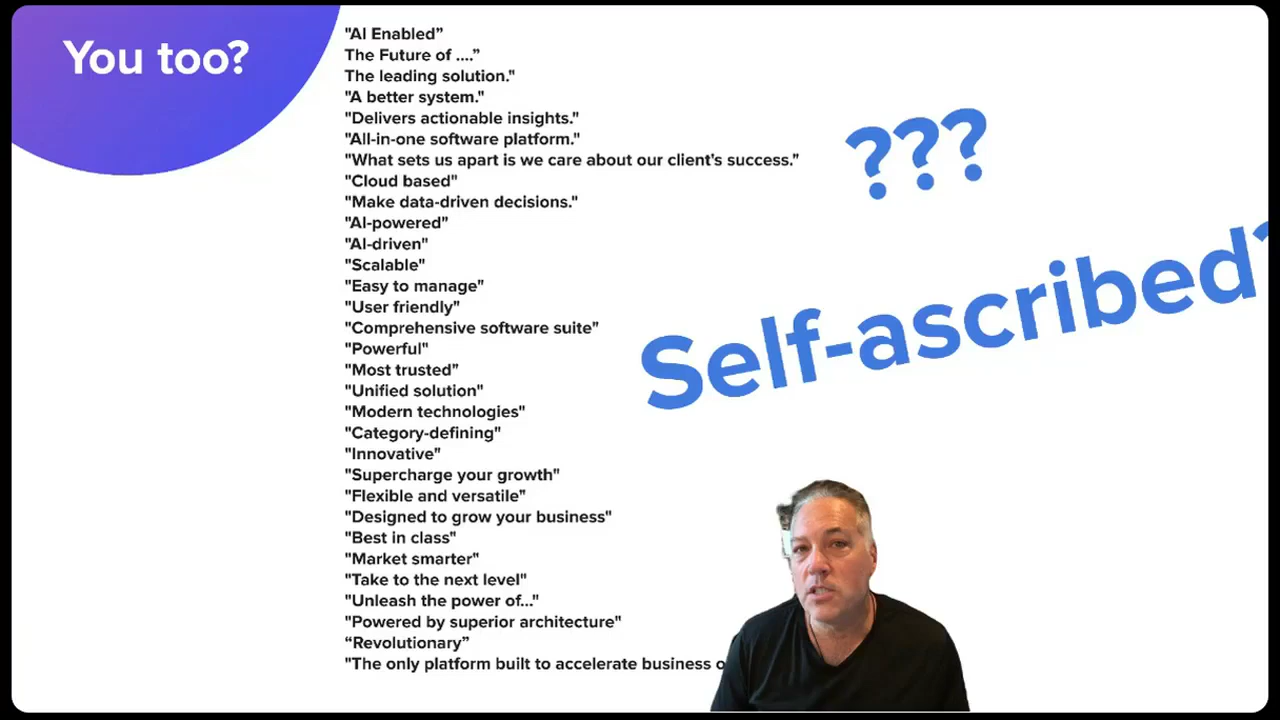 You too?
"AI Enabled”
The Future of ....”
The leading solution."
"A better system."
"Delivers actionable insights."
"All-in-one software platform."
"What sets us apart is we care about our client's success."
"Cloud based"
"Make data-driven decisions."
"AI-powered"
"AI-driven"
"Scalable"
"Easy to manage"
"User friendly"
"Comprehensive software suite"
"Powerful"
"Most trusted”
"Unified solution"
"Modern technologies"
"Category-defining"
"Innovative"
"Supercharge your growth"
"Flexible and versatile"
"Designed to grow your business"
"Best in class"
"Market smarter"
"Take to the next level"
"Unleash the power of..."
"Powered by superior architecture"
“Revolutionary”
"The only platform built to accelerate business
???
Self-ascribed?